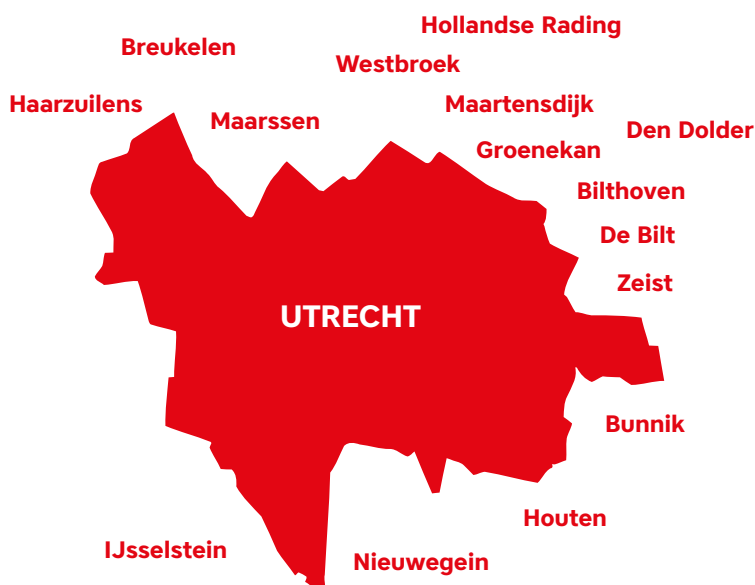 Hollandse Rading
Breukelen
Westbroek
Haarzuilens
Maartensdijk
Maarssen
Den Dolder
Groenekan
Bilthoven
De Bilt
Zeist
UTRECHT
Bunnik
Houten
IJsselstein
Nieuwegein